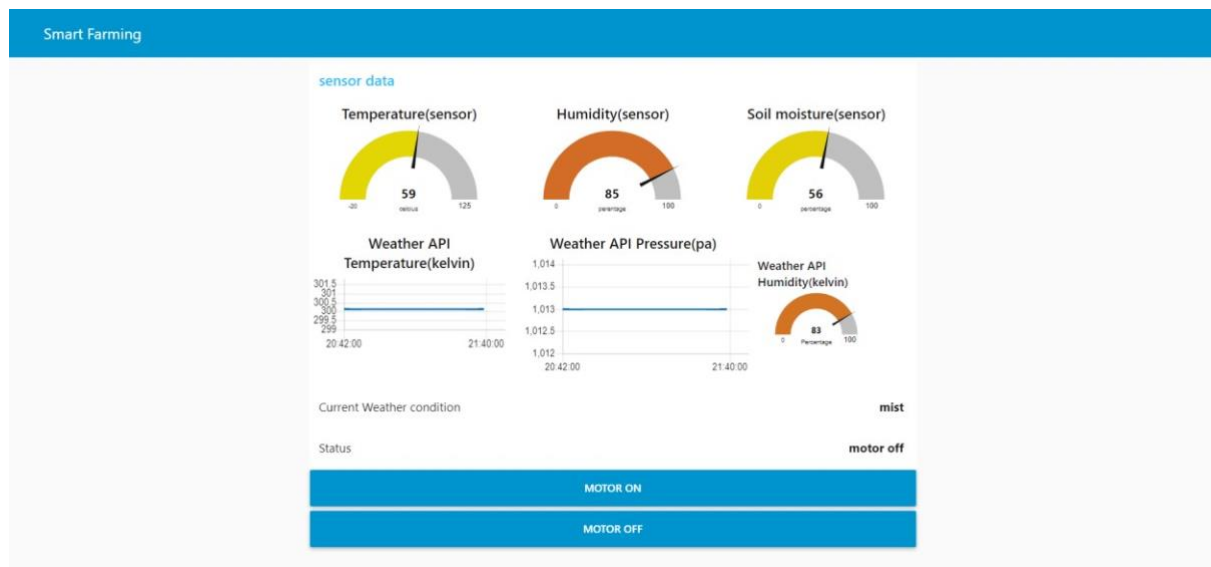 Smart Farming
sensor data
Temperature(sensor)
59
celcius
-20
125
Humidity(sensor)
85
percentage
0
100
Soil moisture(sensor)
56
percentage
0
100
Weather API
Temperature(kelvin)
301.5
301
300.5
300
299.5
299
20:42:00
21:40:00
Weather API Pressure(pa)
1,014
1,013.5
1,013
1,012.5
1,012
20:42:00
21:40:00
Weather API
Humidity(kelvin)
83
Percentage
0
100
Current Weather condition
mist
Status
motor off
MOTOR ON
MOTOR OFF